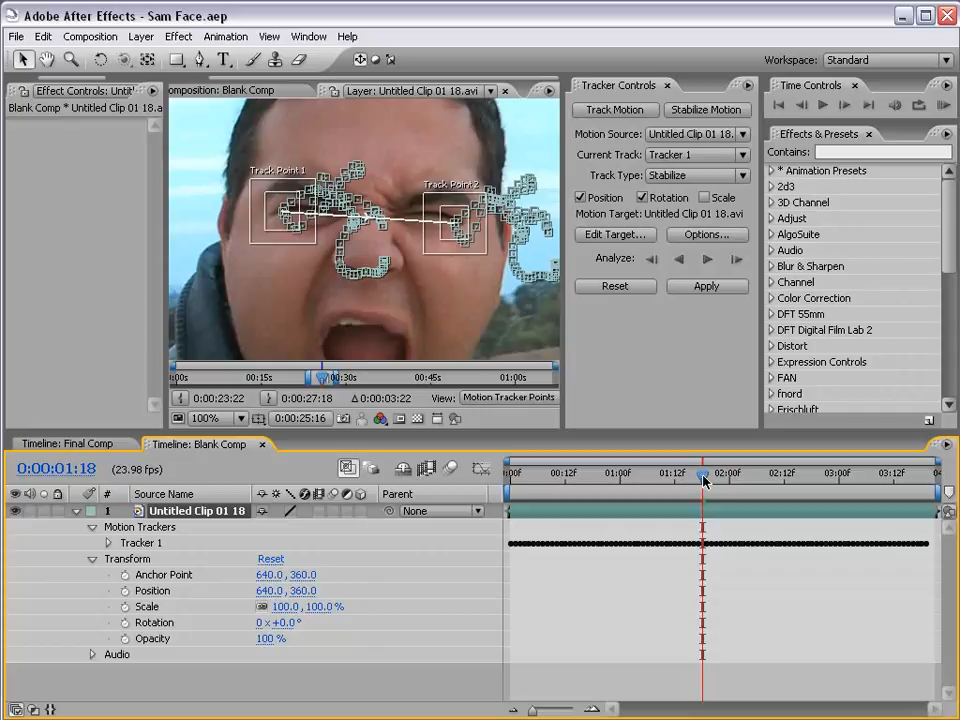 Adobe After Effects - Sam Face.aep
File Edit Composition Layer Effect Animation View Window Help
Workspace: Standard
Effect Controls: Untit
omposition: Blank Comp
Layer: Untitled Clip 01 18.avi
Tracker Controls
Time Controls
Blank Comp * Untitled Clip 01 18.
Track Motion
Stabilize Motion
Motion Source: Untitled Clip 01 18.
Current Track: Tracker 1
Track Type: Stabilize
Position Rotation Scale
Motion Target: Untitled Clip 01 18.avi
Edit Target...
Options...
Analyze:
Reset
Apply
Effects & Presets
Contains:
* Animation Presets
2d3
3D Channel
Adjust
AlgoSuite
Audio
Blur & Sharpen
Channel
Color Correction
DFT 55mm
DFT Digital Film Lab 2
Distort
Expression Controls
FAN
fnord
Frischluft
Track Point 1
Track Point 2
:00s 00:15s 00:30s 00:45s 01:00s
0:00:23:22 0:00:27:18 Δ 0:00:03:22 View: Motion Tracker Points
100% 0:00:25:16
Timeline: Final Comp
Timeline: Blank Comp
0:00:01:18 (23.98 fps)
:00f 00:12f 01:00f 01:12f 02:00f 02:12f 03:00f 03:12f 04
# Source Name Parent
1 Untitled Clip 01 18 None
Motion Trackers
Tracker 1
Transform Reset
Anchor Point 640.0, 360.0
Position 640.0, 360.0
Scale 100.0, 100.0%
Rotation 0 x +0.0°
Opacity 100 %
Audio